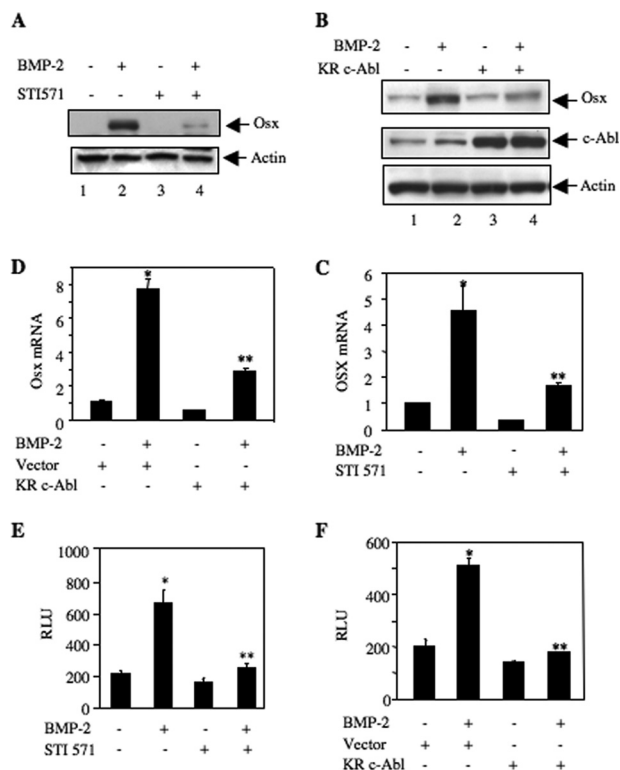 A
BMP-2 - + - +
STI571 - - + +
Osx
Actin
1 2 3 4
B
BMP-2 - + - +
KR c-Abl - - + +
Osx
c-Abl
Actin
1 2 3 4
D
Osx mRNA
8
6
4
2
0
* **
BMP-2 - + - +
Vector + + - -
KR c-Abl - - + +
C
OSX mRNA
6
5
4
3
2
1
0
* **
BMP-2 - + - +
STI 571 - - + +
E
RLU
1000
800
600
400
200
0
* **
BMP-2 - + - +
STI 571 - - + +
F
RLU
600
400
200
0
* **
BMP-2 - + - +
Vector + + - -
KR c-Abl - - + +